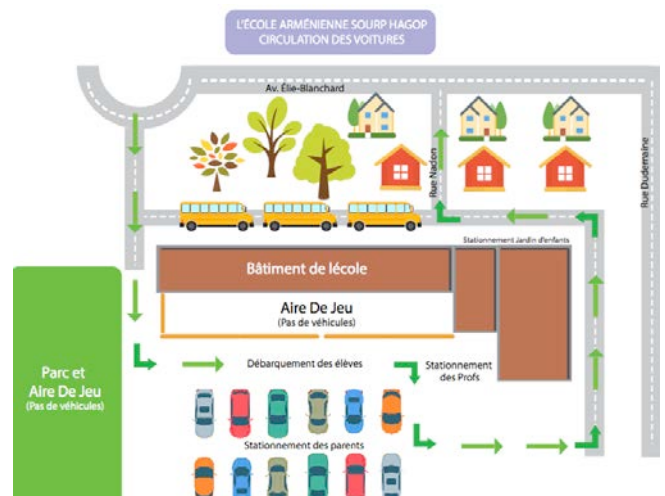 L'ÉCOLE ARMÉNIENNE SOURP HAGOP
CIRCULATION DES VOITURES
Av. Élie-Blanchard
Rue Nadon
Rue Dudemaine
Stationnement Jardin d'enfants
Bâtiment de lécole
Aire De Jeu
(Pas de véhicules)
Parc et
Aire De Jeu
(Pas de véhicules)
Débarquement des élèves
Stationnement
des Profs
Stationnement des parents